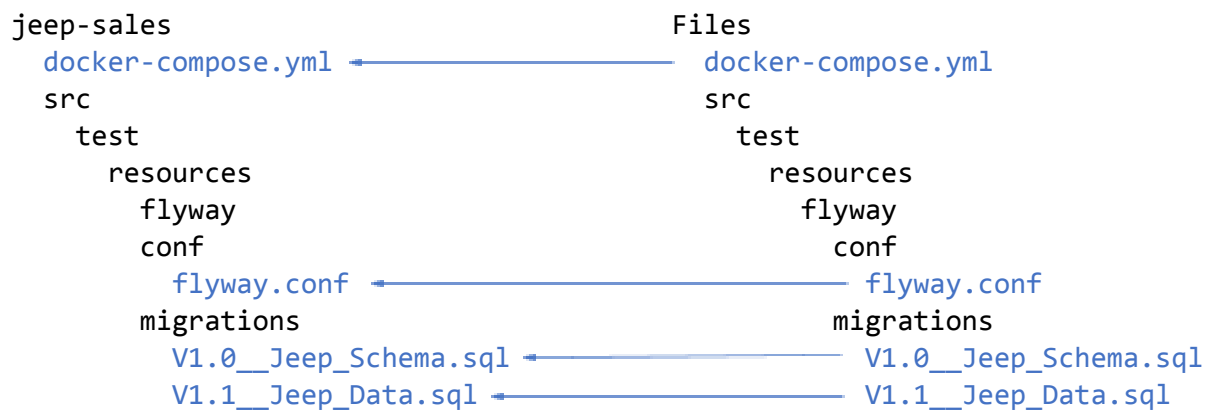 jeep-sales Files
docker-compose.yml docker-compose.yml
src src
test test
resources resources
flyway flyway
conf conf
flyway.conf flyway.conf
migrations migrations
V1.0__Jeep_Schema.sql V1.0__Jeep_Schema.sql
V1.1__Jeep_Data.sql V1.1__Jeep_Data.sql